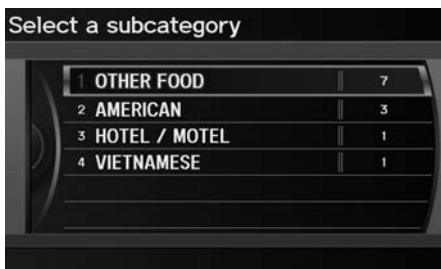 Select a subcategory
1 OTHER FOOD 7
2 AMERICAN 3
3 HOTEL / MOTEL 1
4 VIETNAMESE 1